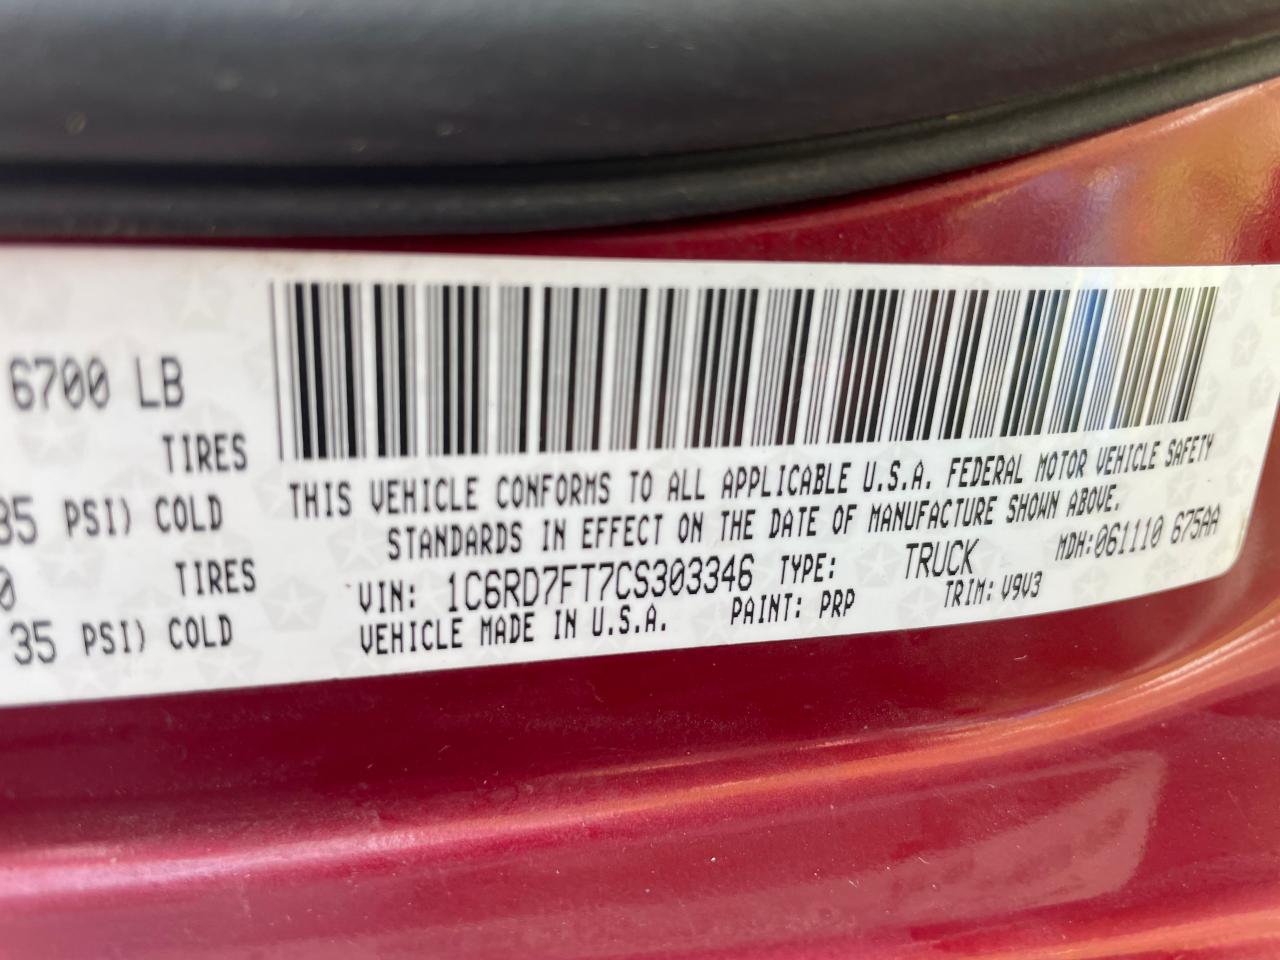 6700 LB
TIRES
35 PSI) COLD
0 TIRES
35 PSI) COLD
THIS VEHICLE CONFORMS TO ALL APPLICABLE U.S.A. FEDERAL MOTOR VEHICLE SAFETY
STANDARDS IN EFFECT ON THE DATE OF MANUFACTURE SHOWN ABOVE.
MDH:061110 675AA
VIN: 1C6RD7FT7CS303346 TYPE: TRUCK
VEHICLE MADE IN U.S.A. PAINT: PRP TRIM: V9V3